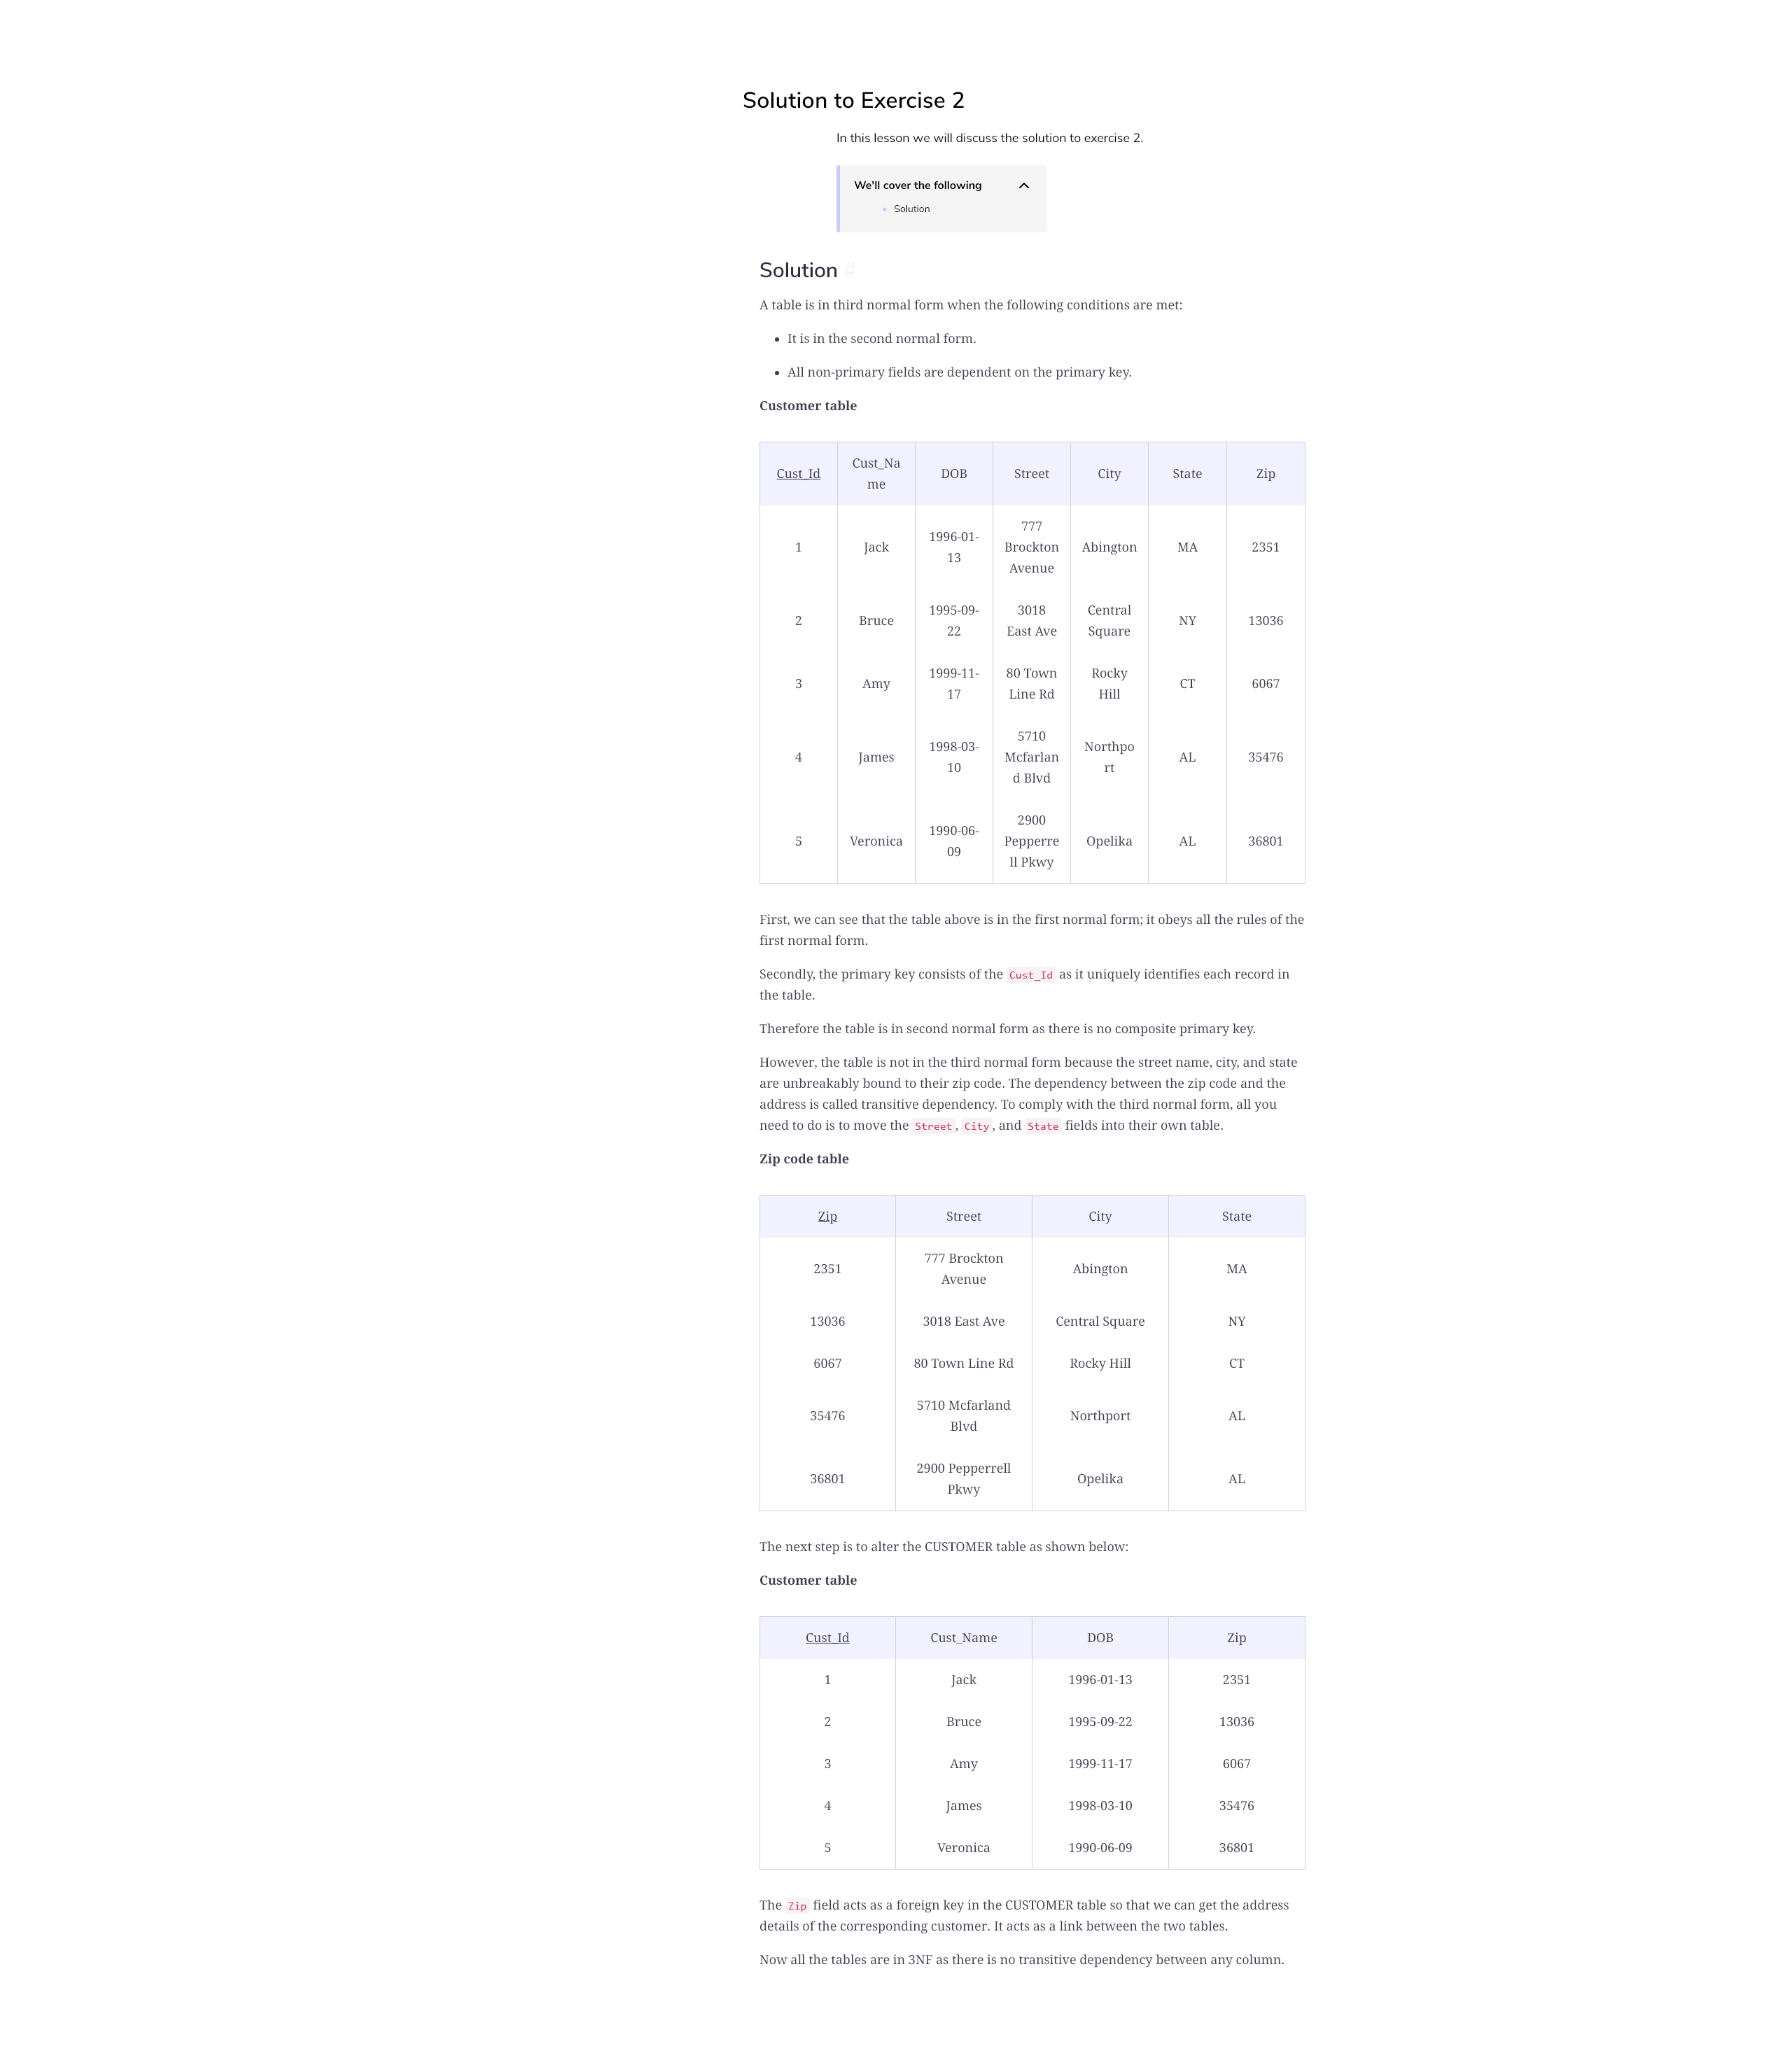 Solution to Exercise 2
In this lesson we will discuss the solution to exercise 2.
We'll cover the following
Solution
Solution #
A table is in third normal form when the following conditions are met:
It is in the second normal form.
All non-primary fields are dependent on the primary key.
Customer table
Cust_Id Cust_Na DOB Street City State Zip
me
1 Jack 1996-01- 777 Abington MA 2351
13 Brockton
Avenue
2 Bruce 1995-09- 3018 Central NY 13036
22 East Ave Square
3 Amy 1999-11- 80 Town Rocky CT 6067
17 Line Rd Hill
4 James 1998-03- 5710 Northpo AL 35476
10 Mcfarlan rt
d Blvd
5 Veronica 1990-06- 2900 Opelika AL 36801
09 Pepperre
ll Pkwy
First, we can see that the table above is in the first normal form; it obeys all the rules of the
first normal form.
Secondly, the primary key consists of the Cust_Id as it uniquely identifies each record in
the table.
Therefore the table is in second normal form as there is no composite primary key.
However, the table is not in the third normal form because the street name, city, and state
are unbreakably bound to their zip code. The dependency between the zip code and the
address is called transitive dependency. To comply with the third normal form, all you
need to do is to move the Street, City, and State fields into their own table.
Zip code table
Zip Street City State
2351 777 Brockton Abington MA
Avenue
13036 3018 East Ave Central Square NY
6067 80 Town Line Rd Rocky Hill CT
35476 5710 Mcfarland Northport AL
Blvd
36801 2900 Pepperrell Opelika AL
Pkwy
The next step is to alter the CUSTOMER table as shown below:
Customer table
Cust_Id Cust_Name DOB Zip
1 Jack 1996-01-13 2351
2 Bruce 1995-09-22 13036
3 Amy 1999-11-17 6067
4 James 1998-03-10 35476
5 Veronica 1990-06-09 36801
The Zip field acts as a foreign key in the CUSTOMER table so that we can get the address
details of the corresponding customer. It acts as a link between the two tables.
Now all the tables are in 3NF as there is no transitive dependency between any column.